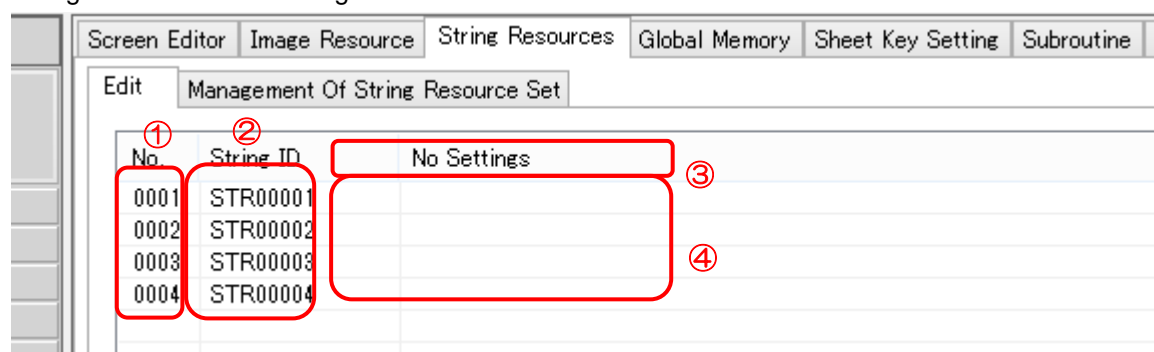 Screen Editor Image Resource String Resources Global Memory Sheet Key Setting Subroutine
Edit Management Of String Resource Set
① ②
No. String ID No Settings
③
0001 STR00001
0002 STR00002
0003 STR00003
④
0004 STR00004